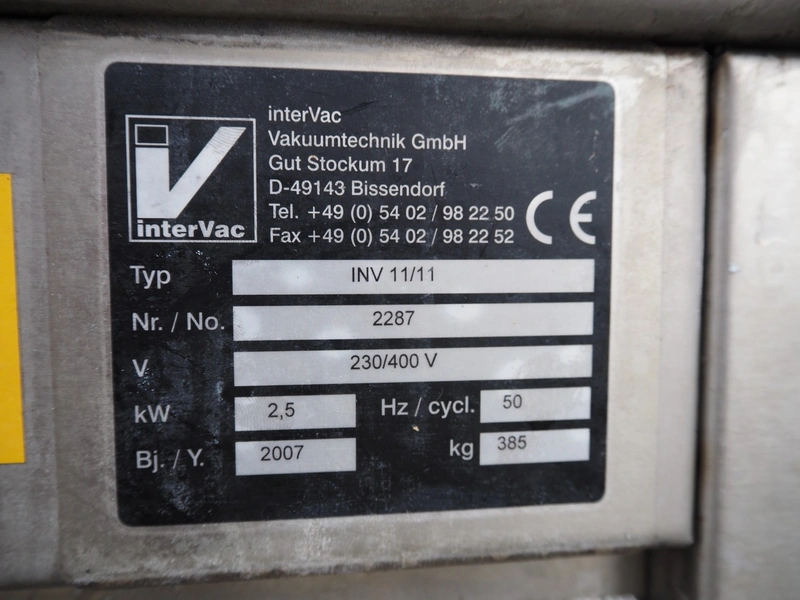 interVac
interVac
Vakuumtechnik GmbH
Gut Stockum 17
D-49143 Bissendorf
Tel. +49 (0) 54 02 / 98 22 50
Fax +49 (0) 54 02 / 98 22 52
CE
Typ INV 11/11
Nr. / No. 2287
V 230/400 V
kW 2,5 Hz / cycl. 50
Bj. / Y. 2007 kg 385